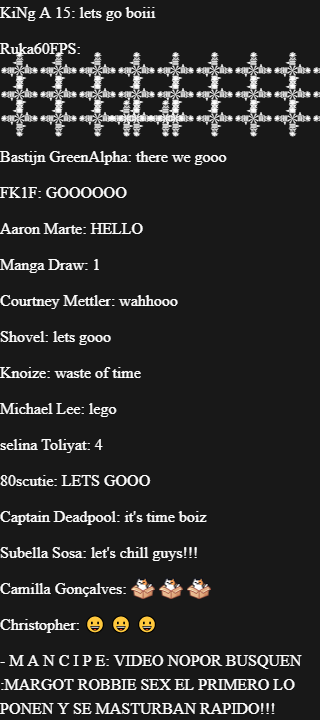 KiNg A 15: lets go boiii
Ruka60FPS:
Bastijn GreenAlpha: there we gooo
FK1F: GOOOOOO
Aaron Marte: HELLO
Manga Draw: 1
Courtney Mettler: wahhooo
Shovel: lets gooo
Knoize: waste of time
Michael Lee: lego
selina Toliyat: 4
80scutie: LETS GOOO
Captain Deadpool: it's time boiz
Subella Sosa: let's chill guys!!!
Camilla Gonçalves:
Christopher: 😀 😀 😀
- M A N C I P E: VIDEO NOPOR BUSQUEN
:MARGOT ROBBIE SEX EL PRIMERO LO
PONEN Y SE MASTURBAN RAPIDO!!!